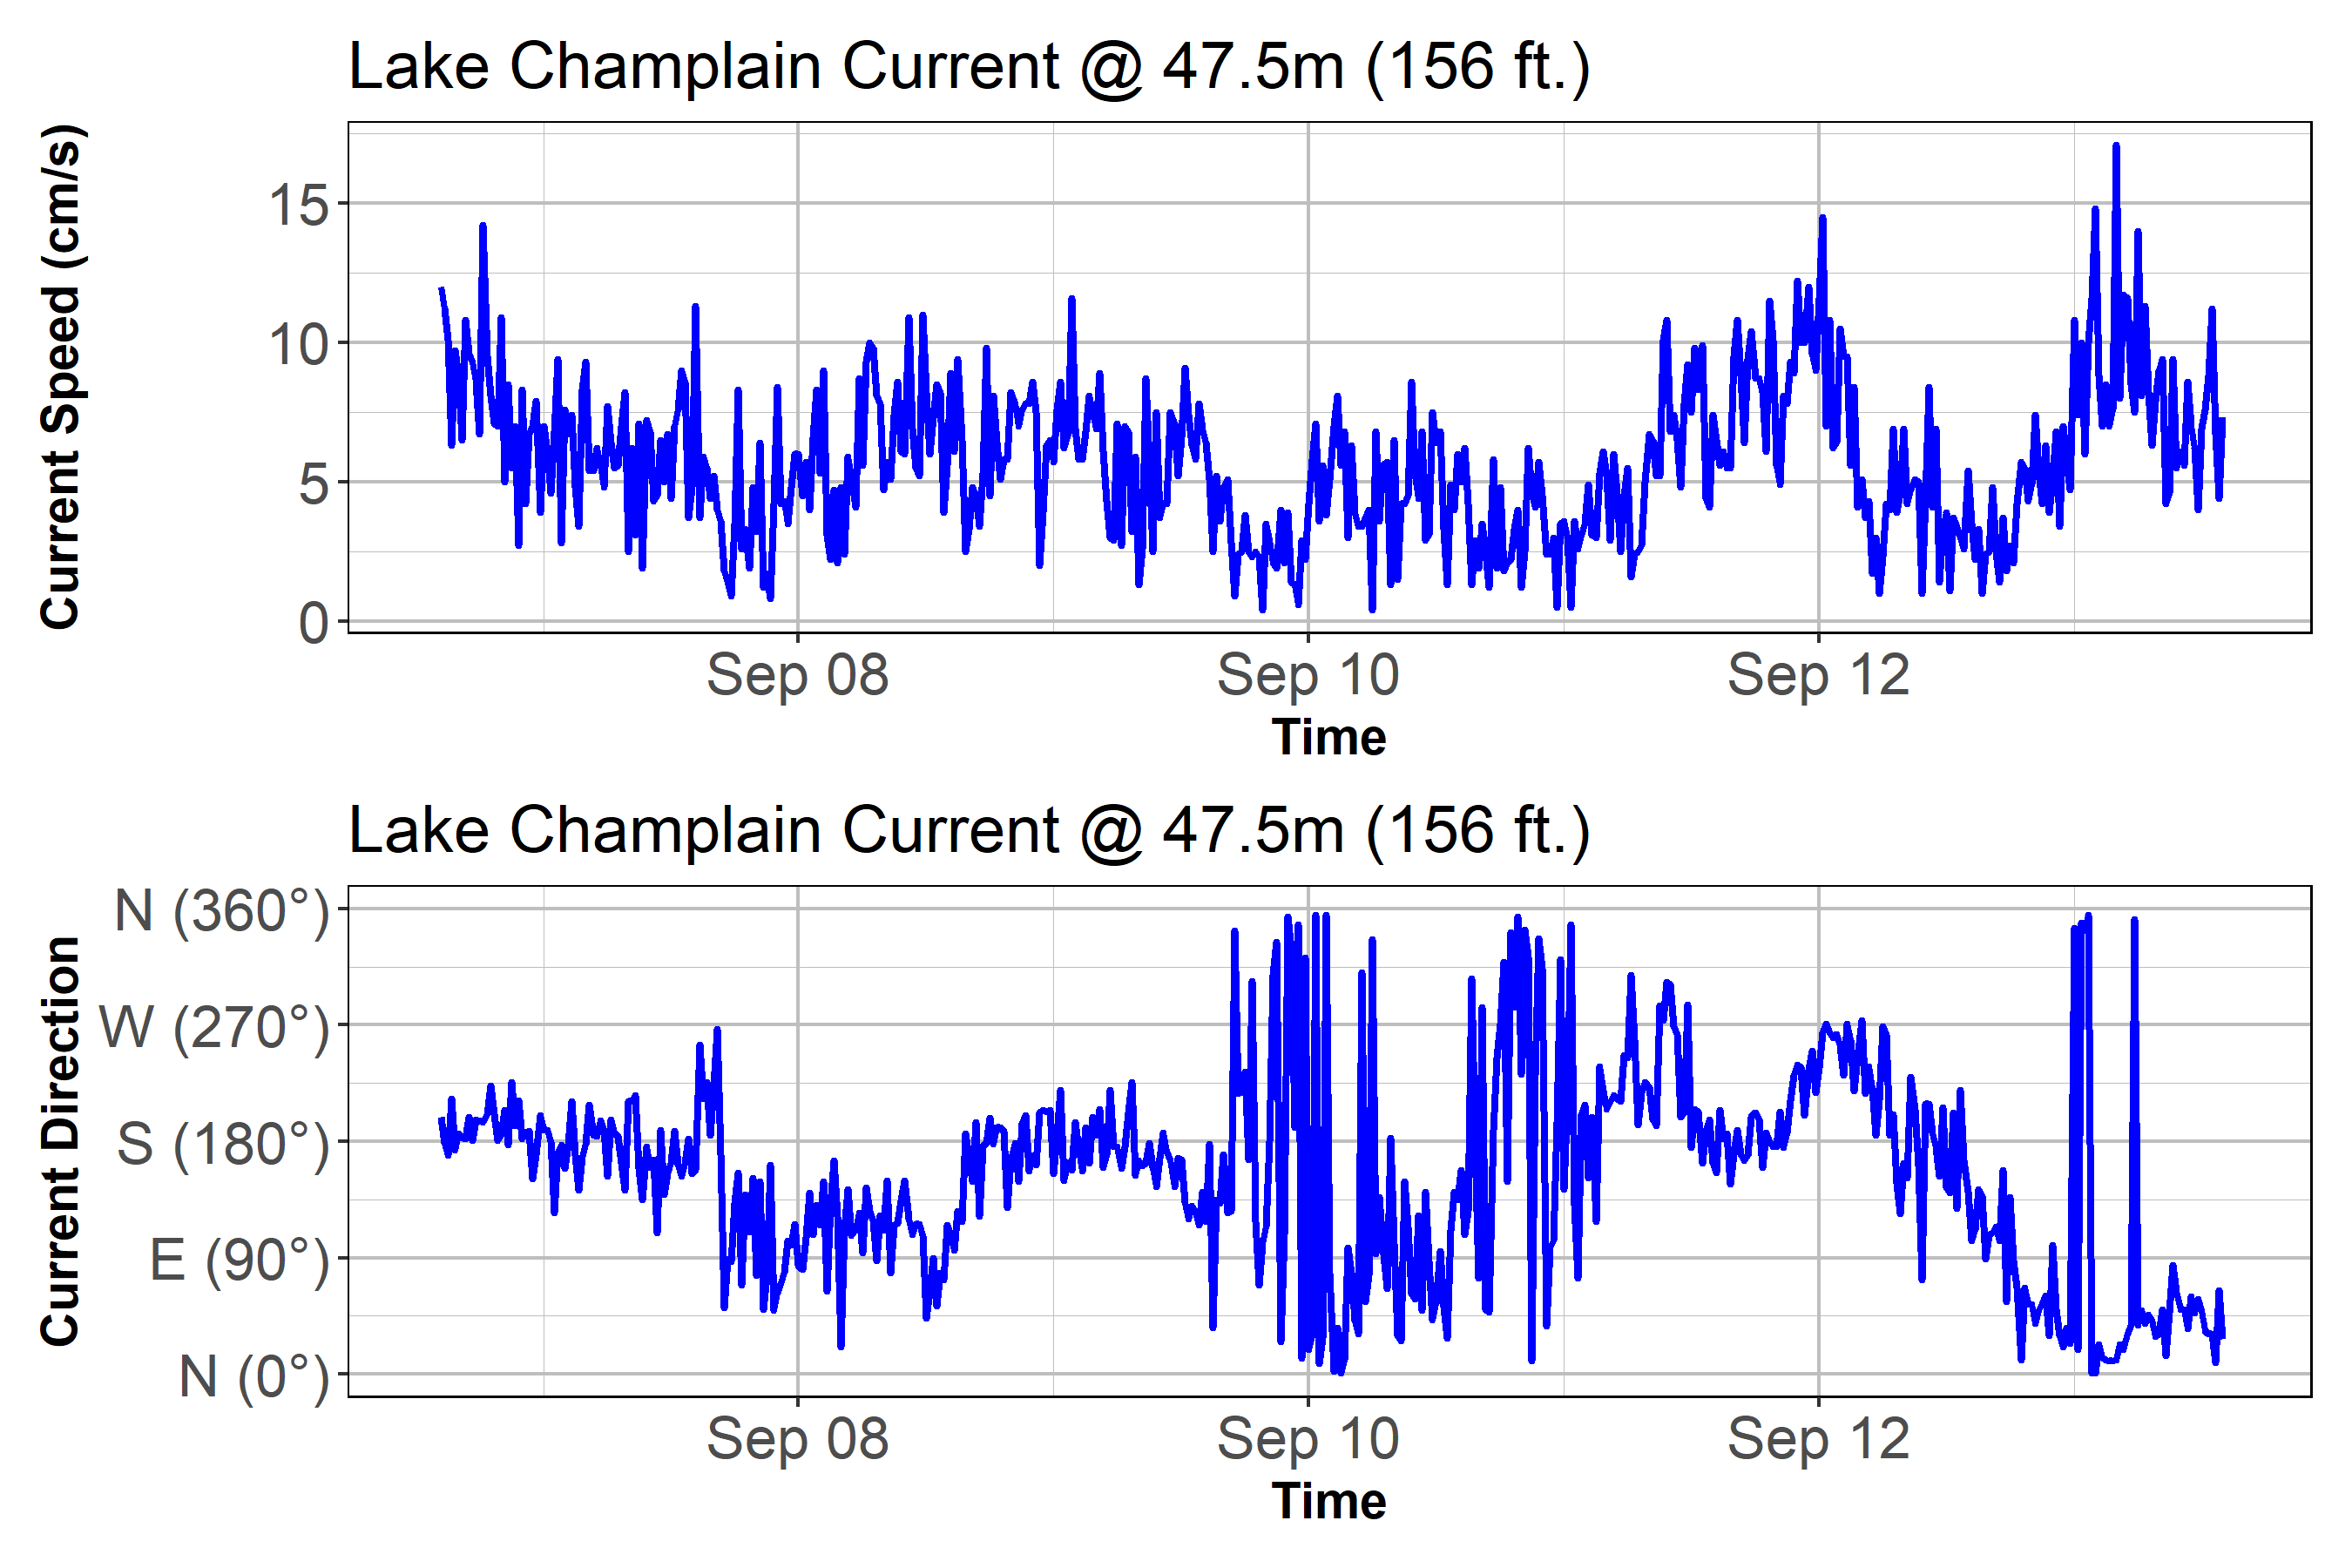 Lake Champlain Current @ 47.5m (156 ft.)
Current Speed (cm/s)
15
10
5
0
Sep 08
Sep 10
Sep 12
Time
Lake Champlain Current @ 47.5m (156 ft.)
Current Direction
N (360°)
W (270°)
S (180°)
E (90°)
N (0°)
Sep 08
Sep 10
Sep 12
Time